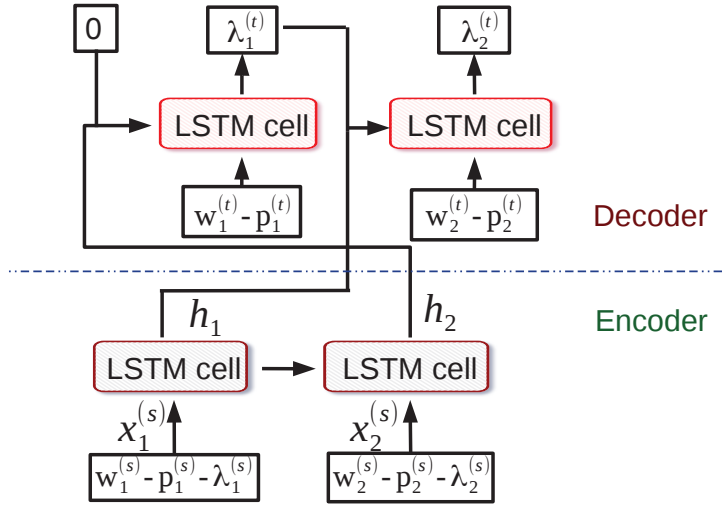 0
λ₁⁽ᵗ⁾
λ₂⁽ᵗ⁾
LSTM cell
LSTM cell
w₁⁽ᵗ⁾ - p₁⁽ᵗ⁾
w₂⁽ᵗ⁾ - p₂⁽ᵗ⁾
Decoder
h₁
h₂
Encoder
LSTM cell
LSTM cell
x₁⁽ˢ⁾
x₂⁽ˢ⁾
w₁⁽ˢ⁾ - p₁⁽ˢ⁾ - λ₁⁽ˢ⁾
w₂⁽ˢ⁾ - p₂⁽ˢ⁾ - λ₂⁽ˢ⁾